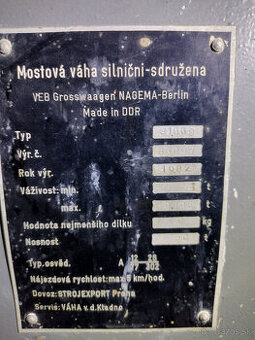 Mostová váha silniční-sdružena
VEB Grosswaagen NAGEMA-Berlin
Made in DDR
Typ
Výr. č.
Rok výr.
Váživost: min.
max.
Hodnota nejmenšího dílku kg
Nosnost
Typ. osvěd. A
Nájezdová rychlost: max. 5 km/hod.
Dovoz: STROJEXPORT Praha
Servis: VÁHA v. d. Kladno